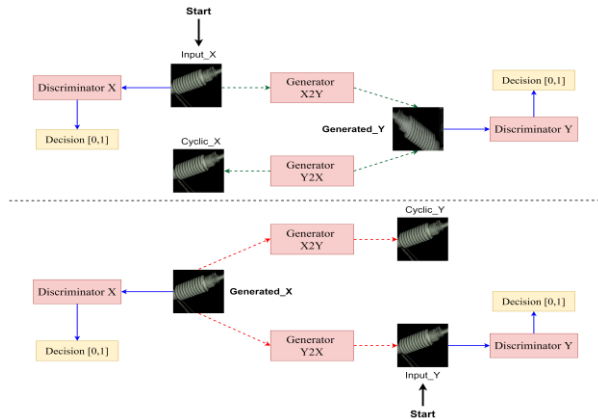 Start
Input_X
Discriminator X
Generator
X2Y
Decision [0,1]
Decision [0,1]
Generated_Y
Discriminator Y
Cyclic_X
Generator
Y2X
Cyclic_Y
Generator
X2Y
Discriminator X
Generated_X
Decision [0,1]
Decision [0,1]
Generator
Y2X
Discriminator Y
Input_Y
Start